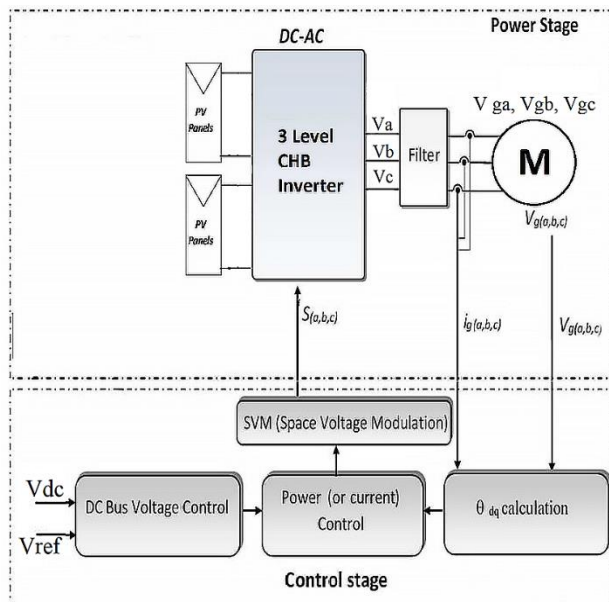 DC-AC
Power Stage
PV
Panels
3 Level
CHB
Inverter
Va
Vb
Vc
Filter
V ga, Vgb, Vgc
M
Vg(a,b,c)
PV
Panels
S(a,b,c)
ig(a,b,c)
Vg(a,b,c)
SVM (Space Voltage Modulation)
Vdc
Vref
DC Bus Voltage Control
Power (or current)
Control
θ dq calculation
Control stage